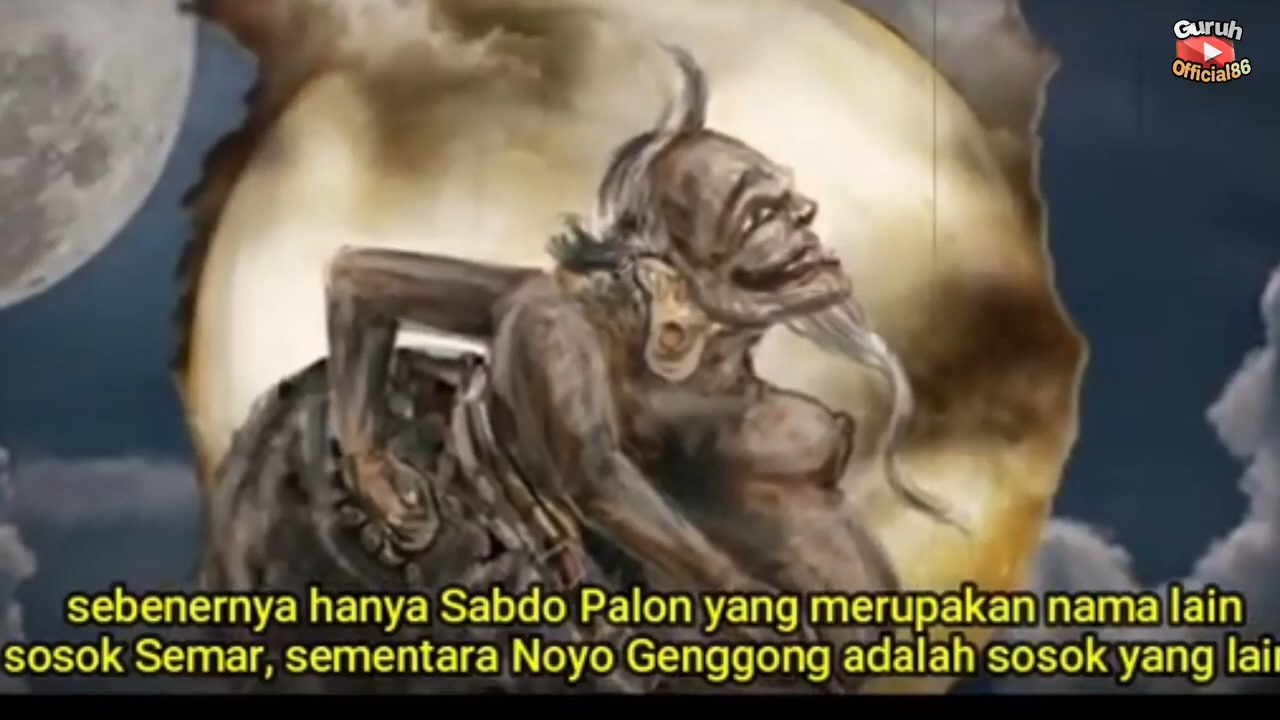 Guruh
Official86
sebenernya hanya Sabdo Palon yang merupakan nama lain
sosok Semar, sementara Noyo Genggong adalah sosok yang lain